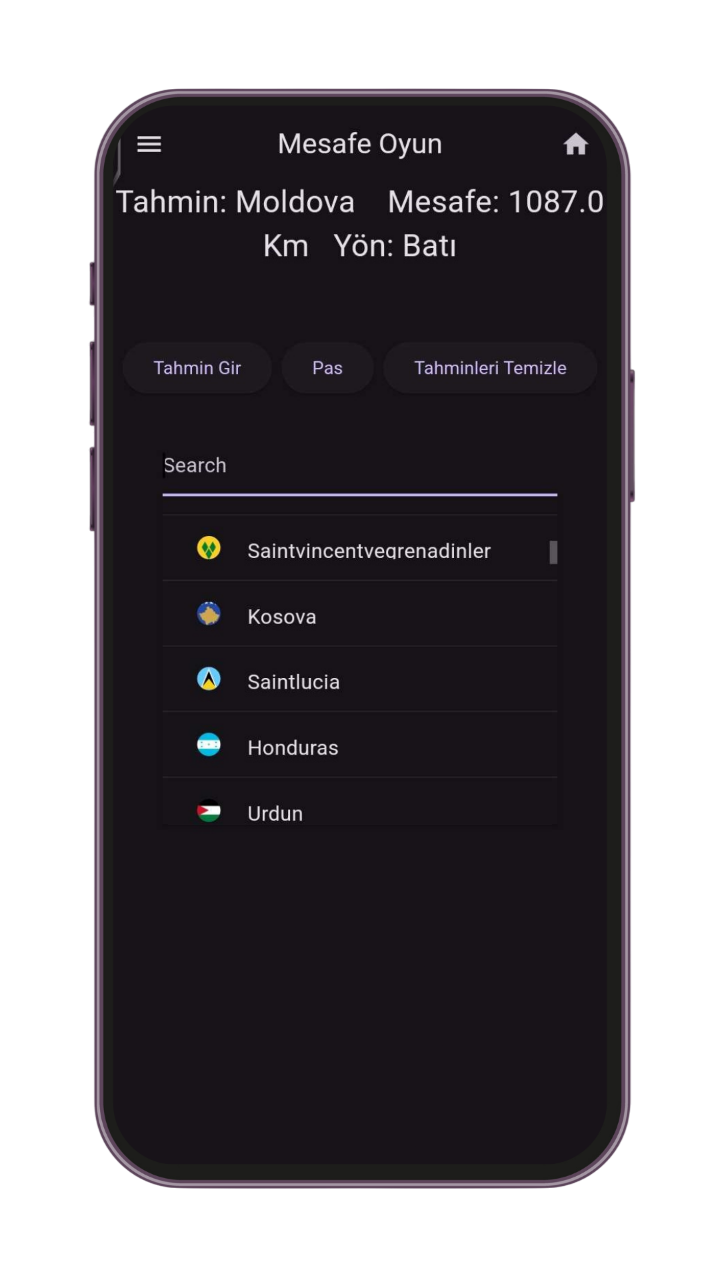 Mesafe Oyun
Tahmin: Moldova    Mesafe: 1087.0
Km   Yön: Batı
Tahmin Gir
Pas
Tahminleri Temizle
Search
Saintvincentvegrenadinler
Kosova
Saintlucia
Honduras
Urdun